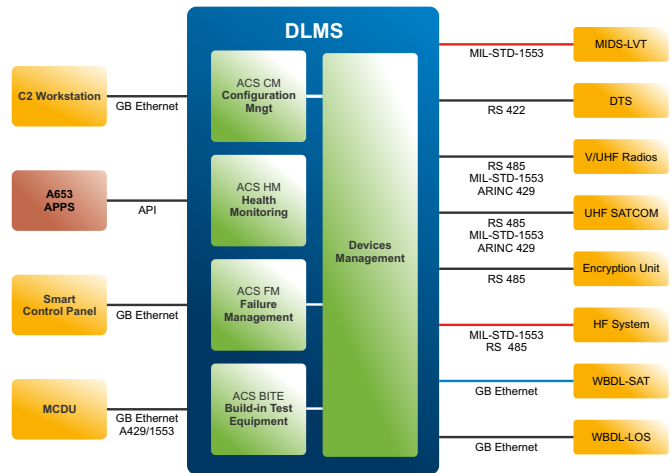 DLMS
C2 Workstation
GB Ethernet
A653
APPS
API
Smart
Control Panel
GB Ethernet
MCDU
GB Ethernet
A429/1553
ACS CM
Configuration
Mngt
ACS HM
Health
Monitoring
ACS FM
Failure
Management
ACS BITE
Build-in Test
Equipment
Devices
Management
MIL-STD-1553
MIDS-LVT
RS 422
DTS
RS 485
MIL-STD-1553
ARINC 429
V/UHF Radios
RS 485
MIL-STD-1553
ARINC 429
UHF SATCOM
RS 485
Encryption Unit
MIL-STD-1553
RS 485
HF System
GB Ethernet
WBDL-SAT
GB Ethernet
WBDL-LOS